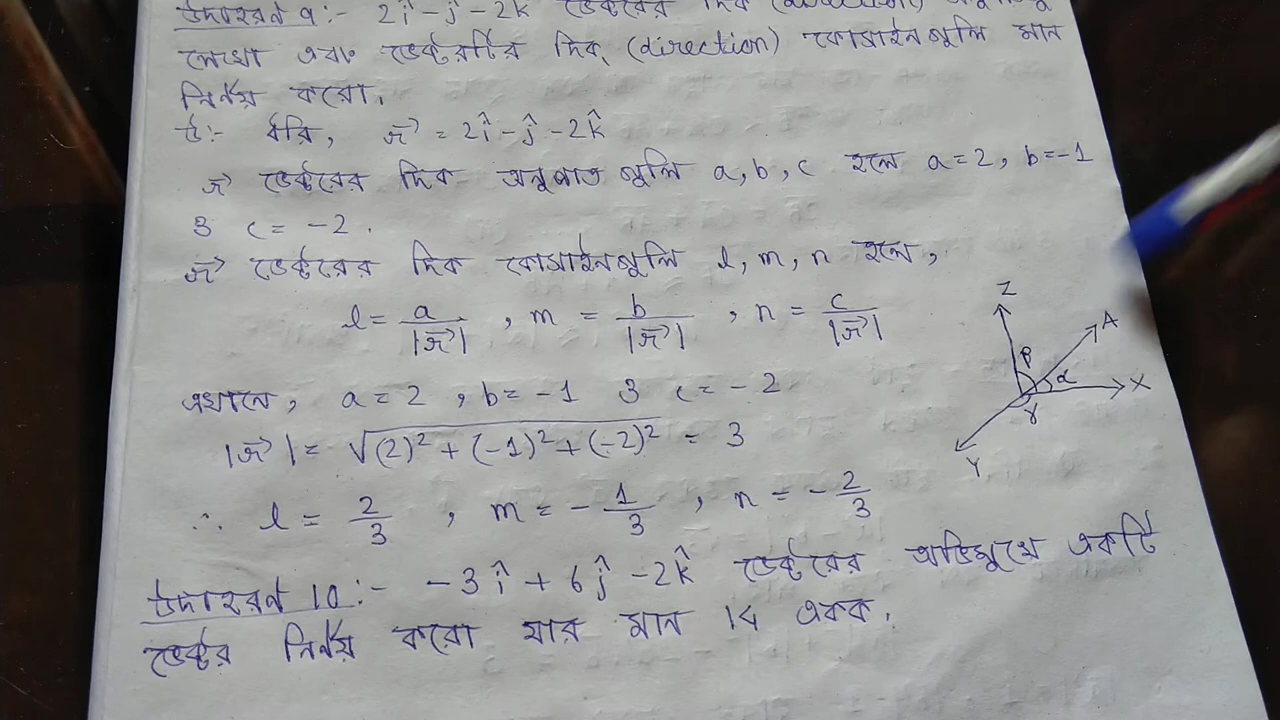 উদাহরণ 9:- 2î - ĵ - 2k̂ ভেক্টরের দিক (direction)
লেখো এবং ভেক্টরটির দিক্ (direction) কোসাইনগুলি মান
নির্ণয় করো।
উ:- ধরি, r⃗ = 2î - ĵ - 2k̂
r⃗ ভেক্টরের দিক অনুপাত গুলি a, b, c হলে a = 2, b = -1
ও c = -2.
r⃗ ভেক্টরের দিক কোসাইনগুলি l, m, n হলে,
l = a/|r⃗| , m = b/|r⃗| , n = c/|r⃗|
এখানে, a = 2 , b = -1 ও c = -2
|r⃗| = √((2)² + (-1)² + (-2)²) = 3
∴ l = 2/3 , m = -1/3 , n = -2/3
Z
A
β
α
X
γ
Y
উদাহরণ 10:- -3î + 6ĵ - 2k̂ ভেক্টরের অভিমুখে একটি
ভেক্টর নির্ণয় করো যার মান 14 একক।